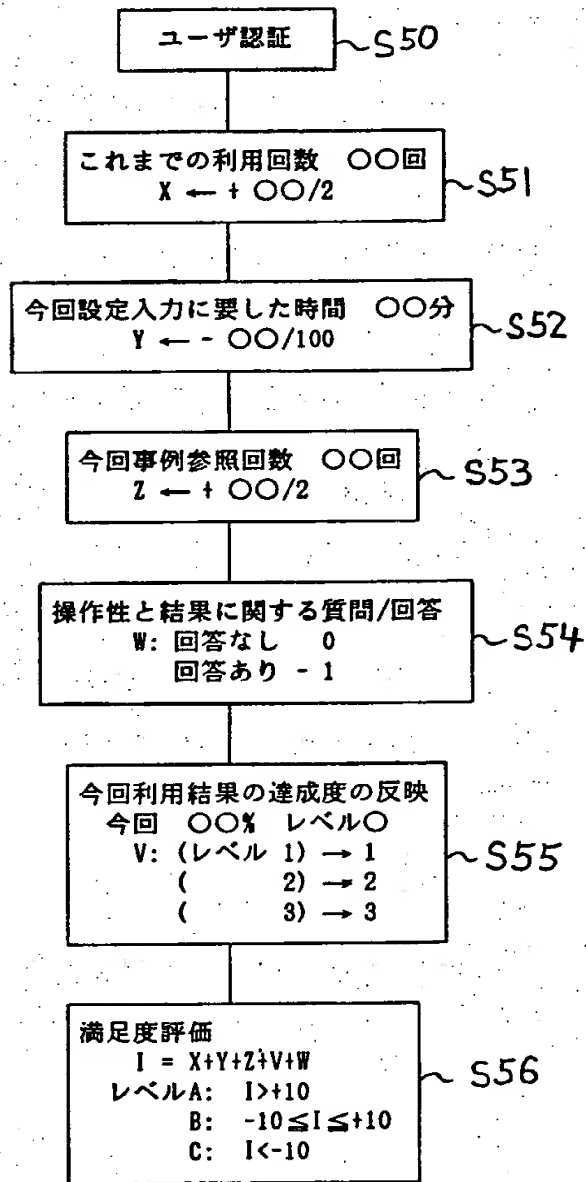 ユーザ認証 ~S50
これまでの利用回数 ○○回
X ← + ○○/2 ~S51
今回設定入力に要した時間 ○○分
Y ← - ○○/100 ~S52
今回事例参照回数 ○○回
Z ← + ○○/2 ~S53
操作性と結果に関する質問/回答
W: 回答なし 0 ~S54
回答あり - 1
今回利用結果の達成度の反映
今回 ○○% レベル○
V: (レベル 1) → 1 ~S55
( 2) → 2
( 3) → 3
満足度評価
I = X+Y+Z+V+W ~S56
レベルA: I>+10
B: -10≦I≦+10
C: I<-10